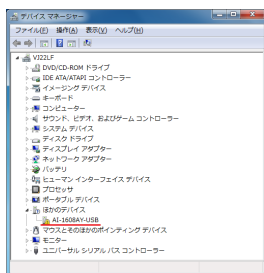 デバイス マネージャー
ファイル(F) 操作(A) 表示(V) ヘルプ(H)
VJ22LF
DVD/CD-ROM ドライブ
IDE ATA/ATAPI コントローラー
イメージング デバイス
キーボード
コンピューター
サウンド、ビデオ、およびゲーム コントローラー
システム デバイス
ディスク ドライブ
ディスプレイ アダプター
ネットワーク アダプター
バッテリ
ヒューマン インターフェイス デバイス
プロセッサ
ポータブル デバイス
ほかのデバイス
AI-1608AY-USB
マウスとそのほかのポインティング デバイス
モニター
ユニバーサル シリアル バス コントローラー